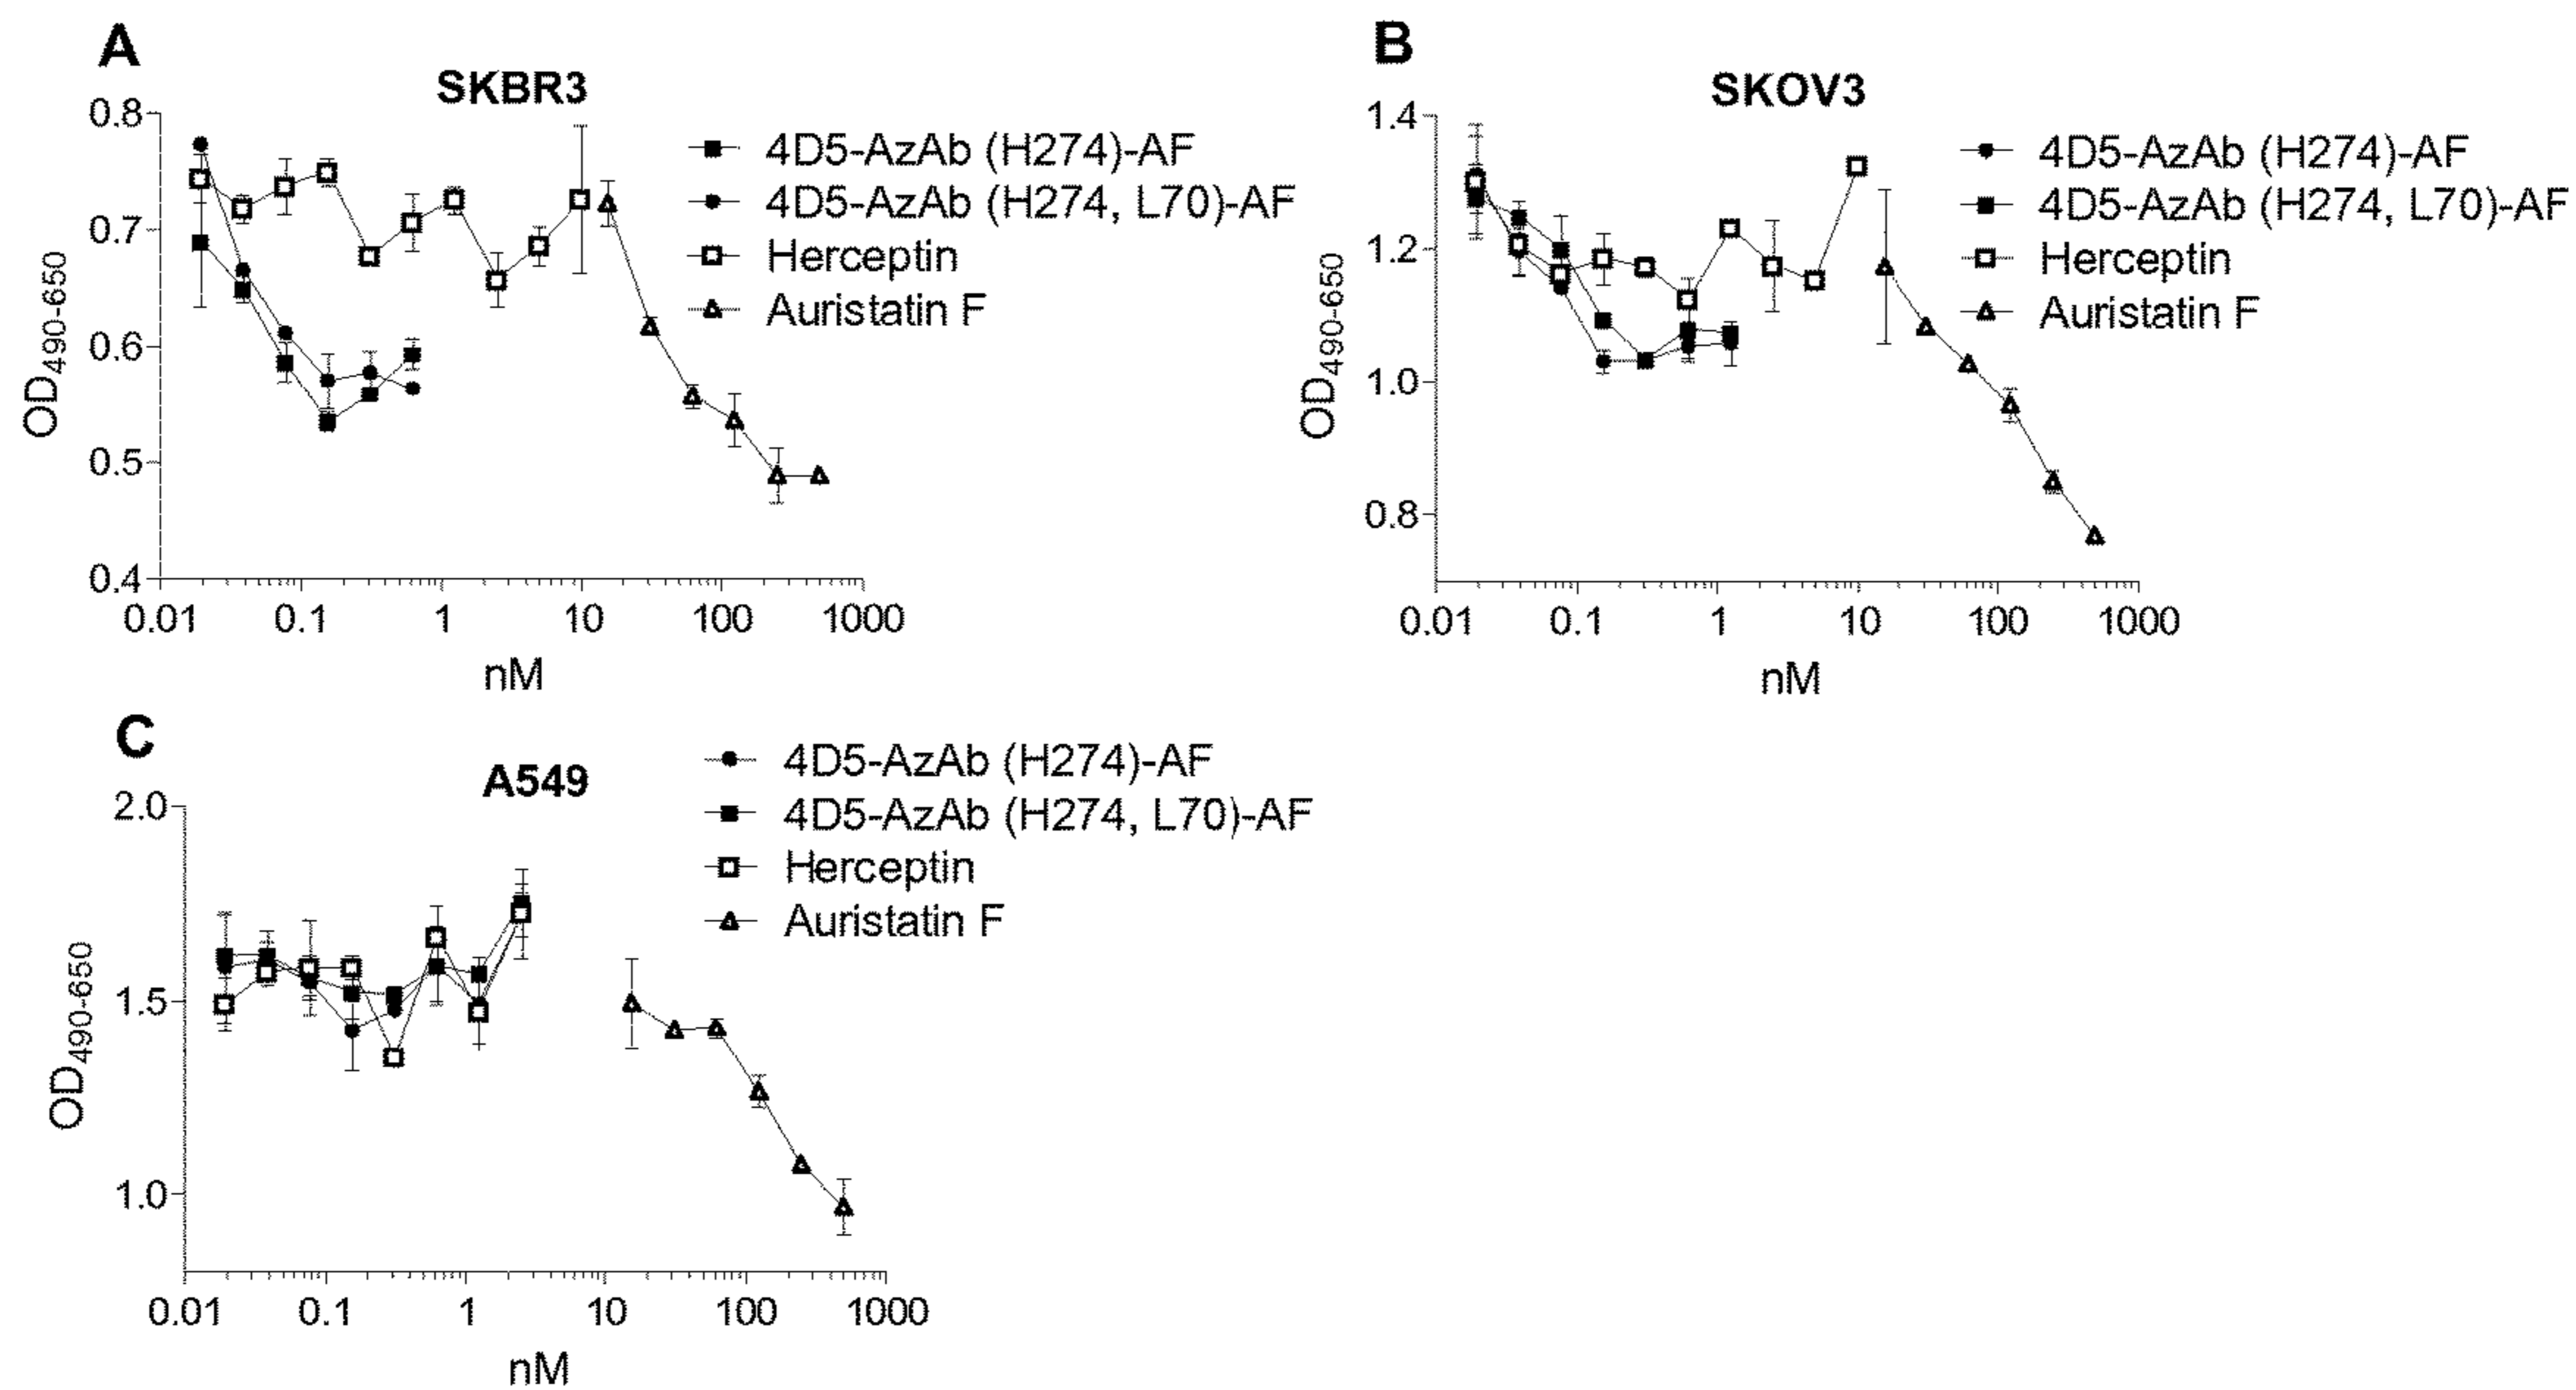 A
SKBR3
0.8
0.7
0.6
0.5
0.4
OD490-650
0.01 0.1 1 10 100 1000
nM
4D5-AzAb (H274)-AF
4D5-AzAb (H274, L70)-AF
Herceptin
Auristatin F
B
SKOV3
1.4
1.2
1.0
0.8
OD490-650
0.01 0.1 1 10 100 1000
nM
4D5-AzAb (H274)-AF
4D5-AzAb (H274, L70)-AF
Herceptin
Auristatin F
C
A549
2.0
1.5
1.0
OD490-650
0.01 0.1 1 10 100 1000
nM
4D5-AzAb (H274)-AF
4D5-AzAb (H274, L70)-AF
Herceptin
Auristatin F